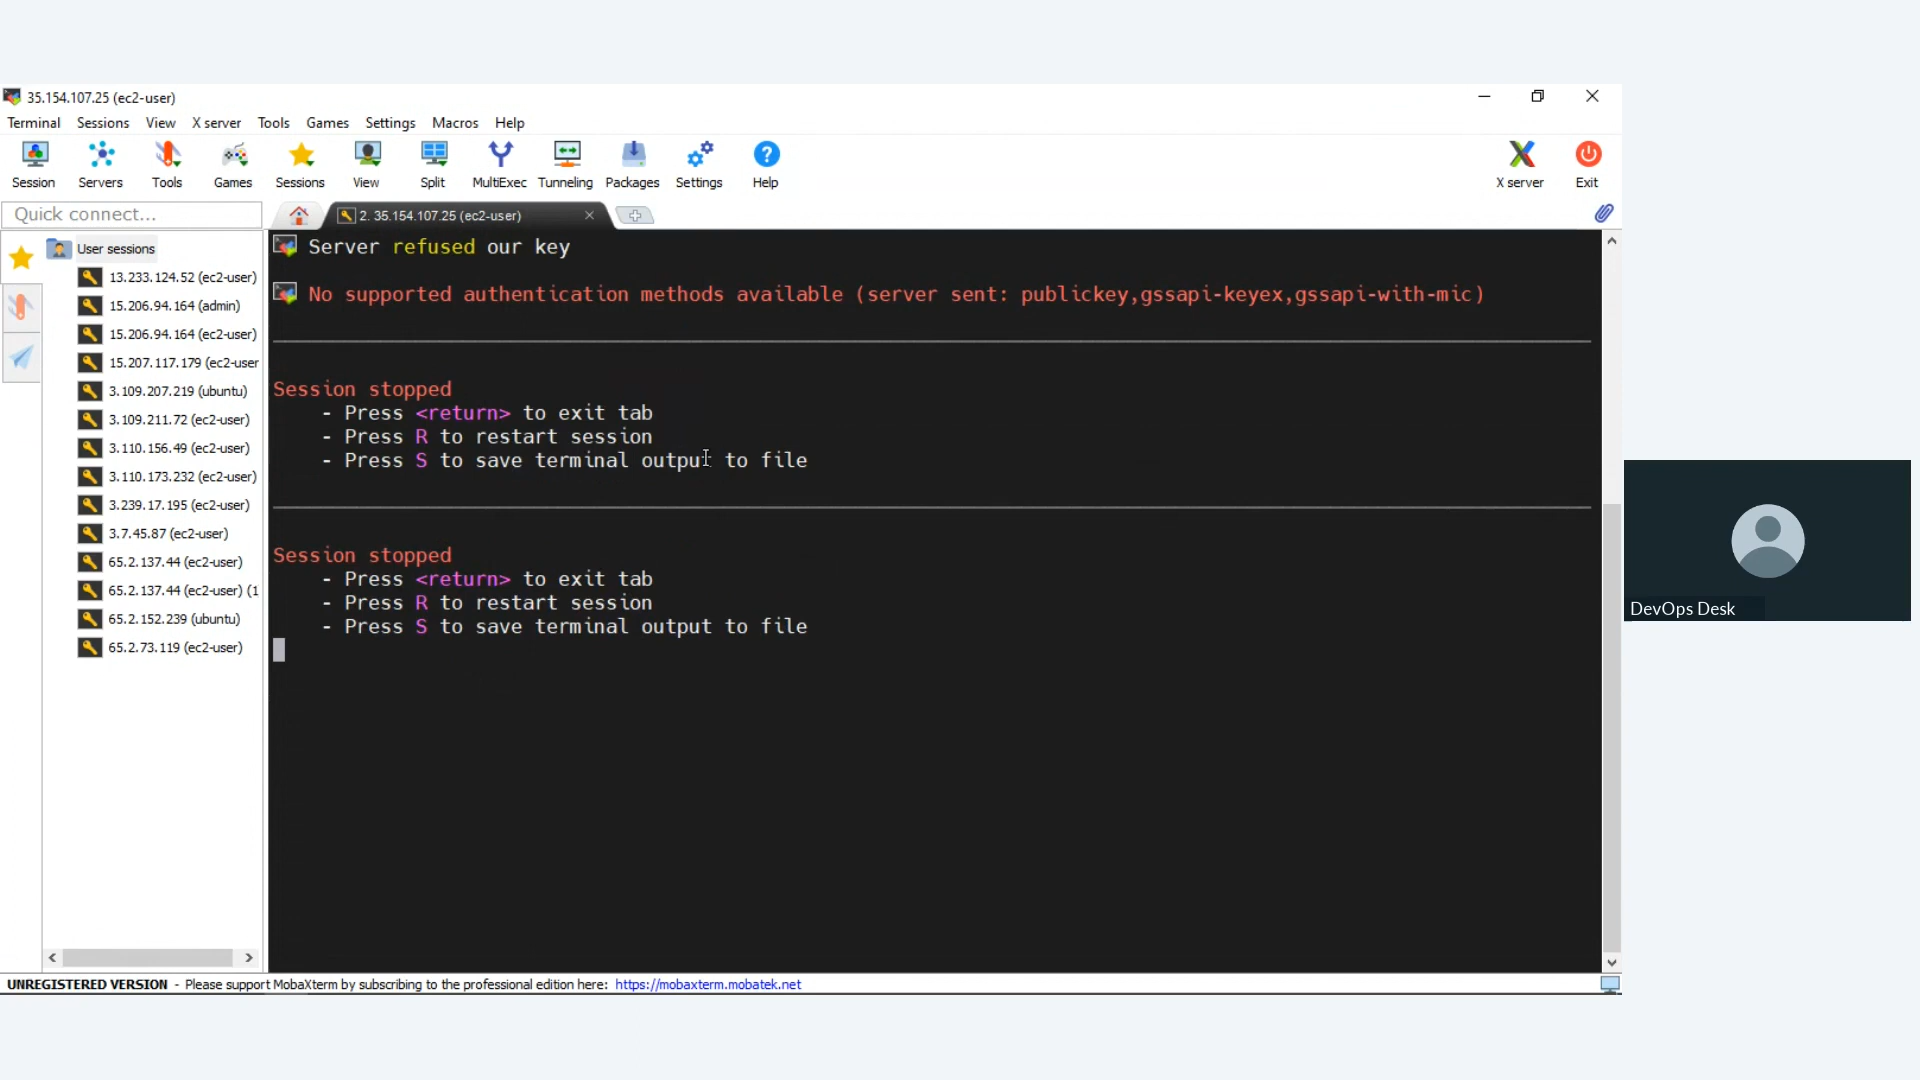 35.154.107.25 (ec2-user)
Terminal Sessions View X server Tools Games Settings Macros Help
Session Servers Tools Games Sessions View Split MultiExec Tunneling Packages Settings Help X server Exit
Quick connect...
2. 35.154.107.25 (ec2-user)
User sessions
13.233.124.52 (ec2-user)
15.206.94.164 (admin)
15.206.94.164 (ec2-user)
15.207.117.179 (ec2-user
3.109.207.219 (ubuntu)
3.109.211.72 (ec2-user)
3.110.156.49 (ec2-user)
3.110.173.232 (ec2-user)
3.239.17.195 (ec2-user)
3.7.45.87 (ec2-user)
65.2.137.44 (ec2-user)
65.2.137.44 (ec2-user) (1
65.2.152.239 (ubuntu)
65.2.73.119 (ec2-user)
Server refused our key
No supported authentication methods available (server sent: publickey,gssapi-keyex,gssapi-with-mic)
Session stopped
- Press <return> to exit tab
- Press R to restart session
- Press S to save terminal output to file
Session stopped
- Press <return> to exit tab
- Press R to restart session
- Press S to save terminal output to file
DevOps Desk
UNREGISTERED VERSION - Please support MobaXterm by subscribing to the professional edition here: https://mobaxterm.mobatek.net